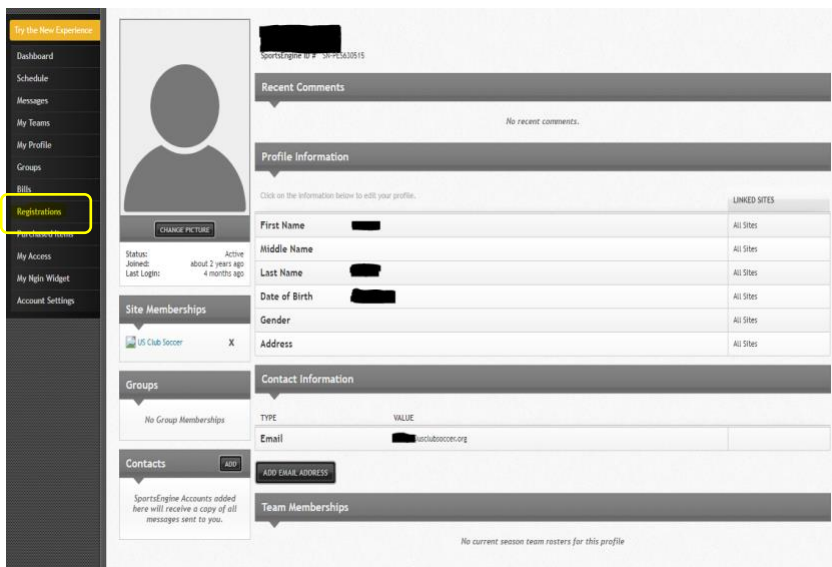 Try the New Experience
Dashboard
Schedule
Messages
My Teams
My Profile
Groups
Bills
Registrations
Purchased Items
My Access
My Ngin Widget
Account Settings
CHANGE PICTURE
Status: Active
Joined: about 2 years ago
Last Login: 4 months ago
Site Memberships
US Club Soccer X
Groups
No Group Memberships
Contacts ADD
SportsEngine Accounts added
here will receive a copy of all
messages sent to you.
SportsEngine ID #
Recent Comments
No recent comments.
Profile Information
Click on the information below to edit your profile.
LINKED SITES
First Name All Sites
Middle Name All Sites
Last Name All Sites
Date of Birth All Sites
Gender All Sites
Address All Sites
Contact Information
TYPE VALUE
Email usclubsoccer.org
ADD EMAIL ADDRESS
Team Memberships
No current season team rosters for this profile